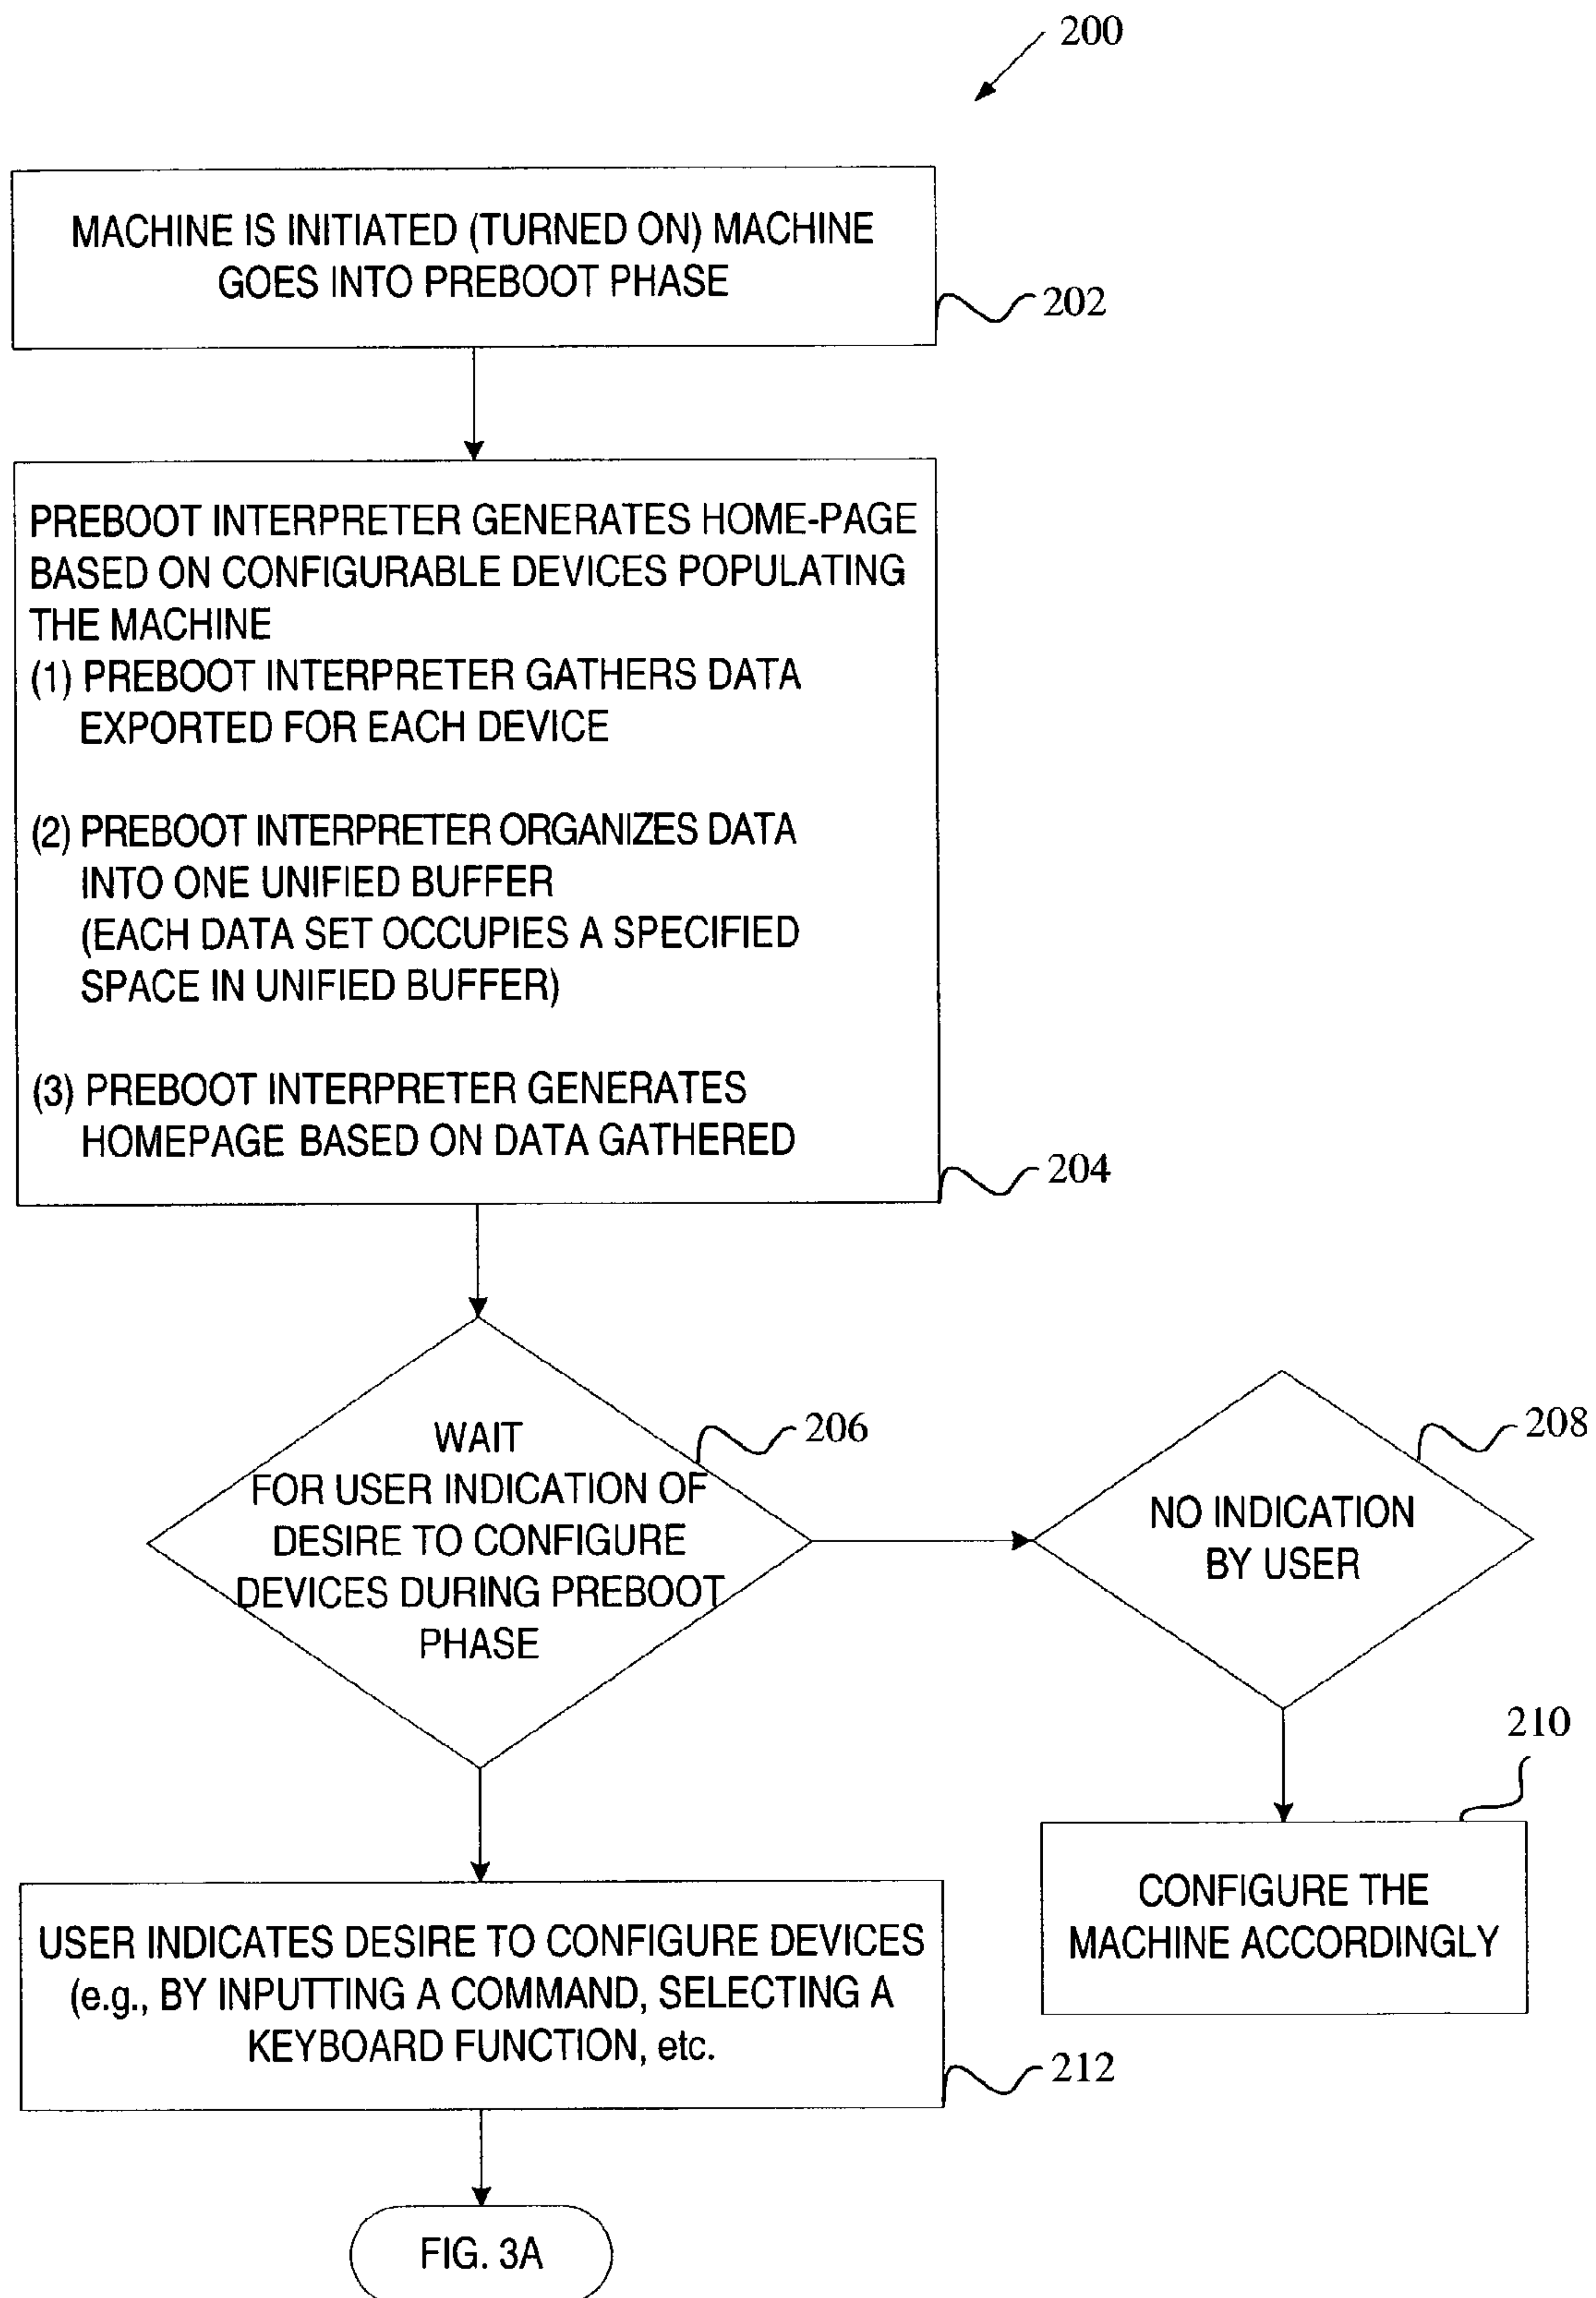 200
MACHINE IS INITIATED (TURNED ON) MACHINE
GOES INTO PREBOOT PHASE
202
PREBOOT INTERPRETER GENERATES HOME-PAGE
BASED ON CONFIGURABLE DEVICES POPULATING
THE MACHINE
(1) PREBOOT INTERPRETER GATHERS DATA
EXPORTED FOR EACH DEVICE
(2) PREBOOT INTERPRETER ORGANIZES DATA
INTO ONE UNIFIED BUFFER
(EACH DATA SET OCCUPIES A SPECIFIED
SPACE IN UNIFIED BUFFER)
(3) PREBOOT INTERPRETER GENERATES
HOMEPAGE BASED ON DATA GATHERED
204
WAIT
FOR USER INDICATION OF
DESIRE TO CONFIGURE
DEVICES DURING PREBOOT
PHASE
206
NO INDICATION
BY USER
208
210
CONFIGURE THE
MACHINE ACCORDINGLY
USER INDICATES DESIRE TO CONFIGURE DEVICES
(e.g., BY INPUTTING A COMMAND, SELECTING A
KEYBOARD FUNCTION, etc.
212
FIG. 3A